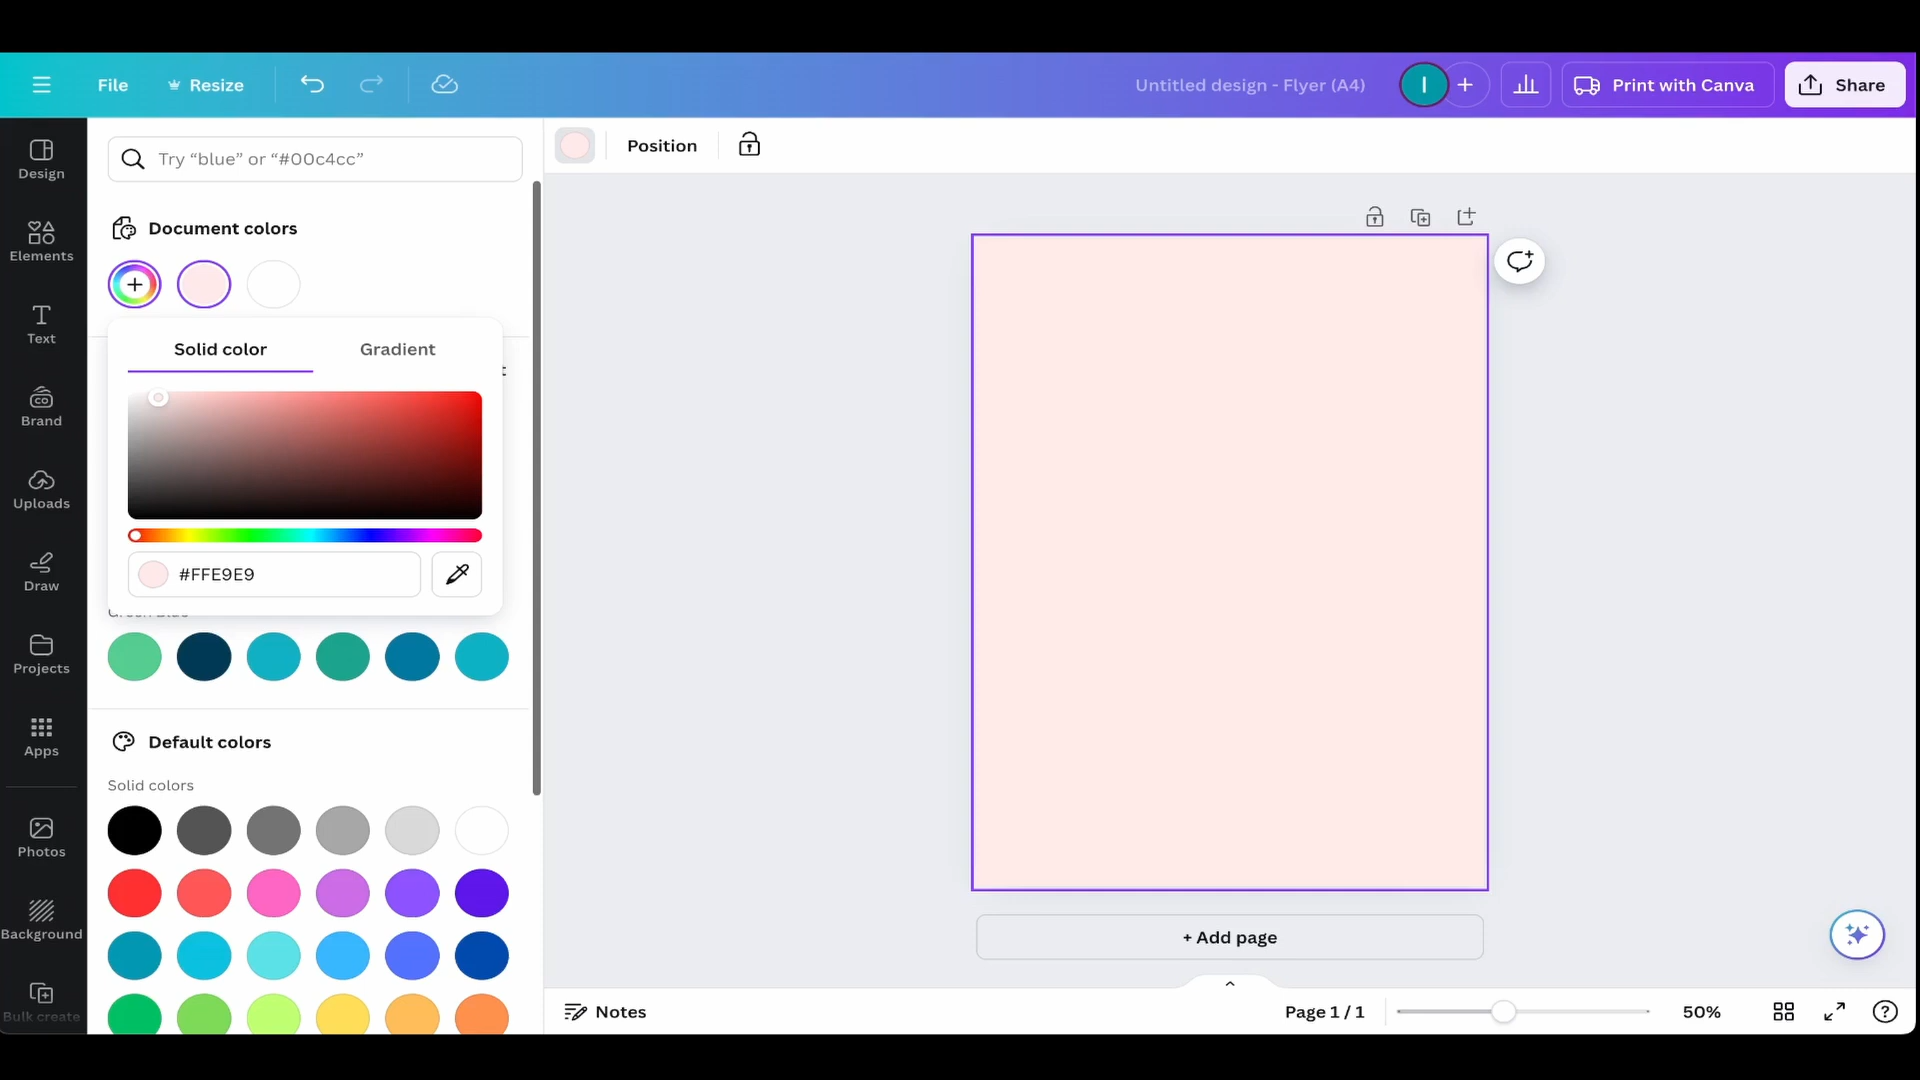 File
Resize
Untitled design - Flyer (A4)
Print with Canva
Share
Design
Elements
Text
Brand
Uploads
Draw
Projects
Apps
Photos
Background
Bulk create
Try “blue” or “#00c4cc”
Document colors
Solid color
Gradient
#FFE9E9
Default colors
Solid colors
Position
+ Add page
Notes
Page 1 / 1
50%